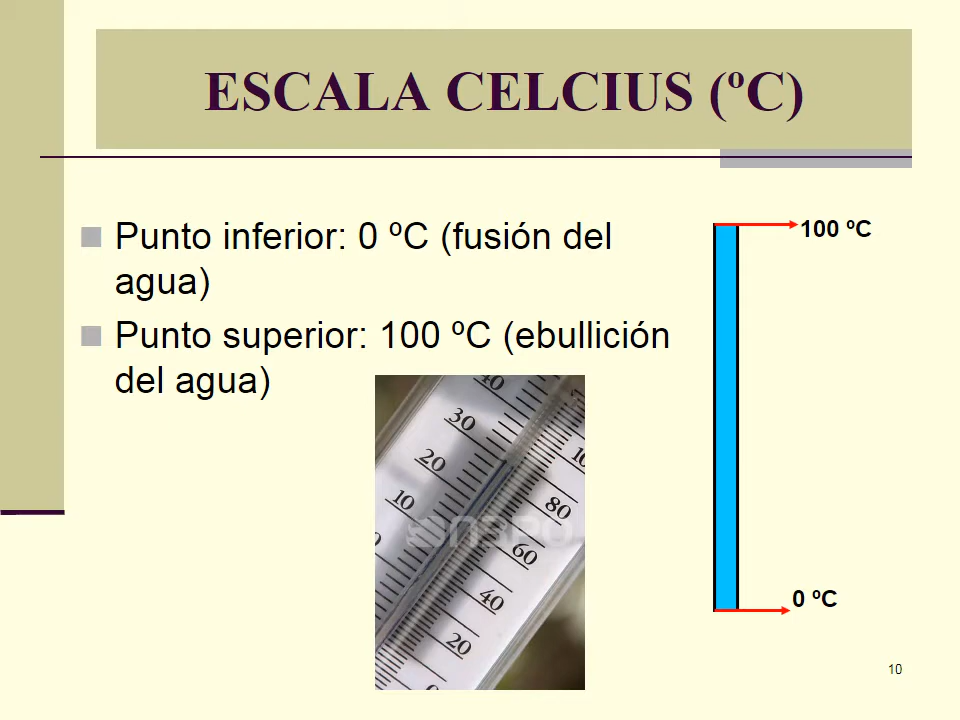 ESCALA CELCIUS (ºC)
Punto inferior: 0 ºC (fusión del
agua)
Punto superior: 100 ºC (ebullición
del agua)
100 ºC
0 ºC
40
30
20
10
80
60
40
20
10